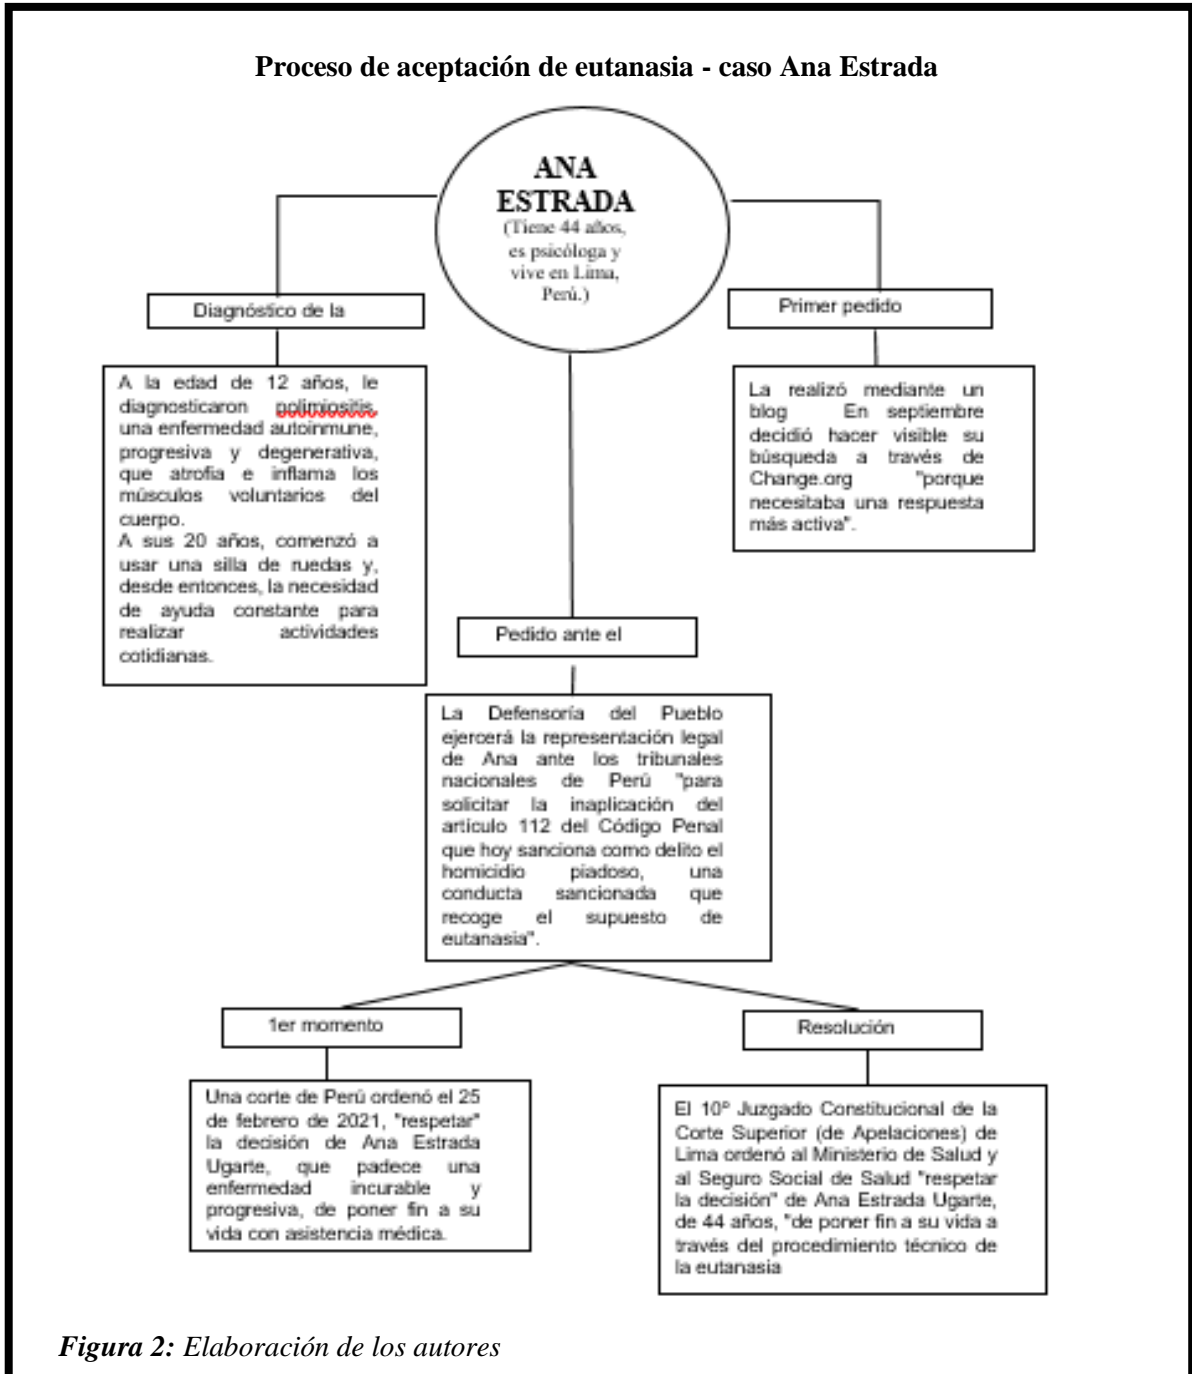 Proceso de aceptación de eutanasia - caso Ana Estrada
ANA
ESTRADA
(Tiene 44 años,
es psicóloga y
vive en Lima,
Perú.)
Diagnóstico de la
A la edad de 12 años, le
diagnosticaron polimiositis,
una enfermedad autoinmune,
progresiva y degenerativa,
que atrofia e inflama los
músculos voluntarios del
cuerpo.
A sus 20 años, comenzó a
usar una silla de ruedas y,
desde entonces, la necesidad
de ayuda constante para
realizar actividades
cotidianas.
Primer pedido
La realizó mediante un
blog En septiembre
decidió hacer visible su
búsqueda a través de
Change.org "porque
necesitaba una respuesta
más activa".
Pedido ante el
La Defensoría del Pueblo
ejercerá la representación legal
de Ana ante los tribunales
nacionales de Perú "para
solicitar la inaplicación del
artículo 112 del Código Penal
que hoy sanciona como delito el
homicidio piadoso, una
conducta sancionada que
recoge el supuesto de
eutanasia".
1er momento
Una corte de Perú ordenó el 25
de febrero de 2021, "respetar"
la decisión de Ana Estrada
Ugarte, que padece una
enfermedad incurable y
progresiva, de poner fin a su
vida con asistencia médica.
Resolución
El 10º Juzgado Constitucional de la
Corte Superior (de Apelaciones) de
Lima ordenó al Ministerio de Salud y
al Seguro Social de Salud "respetar
la decisión" de Ana Estrada Ugarte,
de 44 años, "de poner fin a su vida a
través del procedimiento técnico de
la eutanasia
Figura 2: Elaboración de los autores